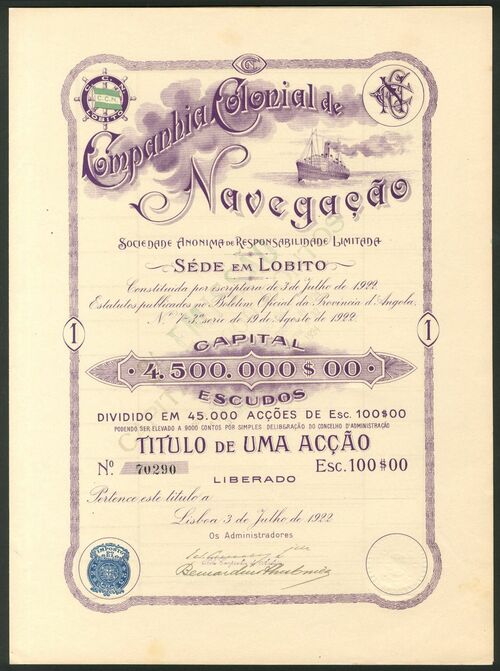 C. C. N.
C.C.N.
LOBITO
CCN
CCN
Companhia Colonial de
Navegação
SOCIEDADE ANONIMA DE RESPONSABILIDADE LIMITADA
SÉDE EM LOBITO
Constituida por escriptura de 3 de Julho de 1922
Estatutos publicados no Boletim Oficial da Provincia d'Angola
N.º 7-3ª serie de 19 de Agosto de 1922
CAPITAL
1
1
4.500.000$00
ESCUDOS
DIVIDIDO EM 45.000 ACÇÕES DE ESC. 100$00
PODENDO SER ELEVADO A 9000 CONTOS POR SIMPLES DELIBERAÇÃO DO CONCELHO D'ADMINISTRAÇÃO
TITULO DE UMA ACÇÃO
Nº 70290 ESC. 100$00
LIBERADO
Pertence este titulo a
Lisboa 3 de Julho de 1922
Os Administradores
IMPOSTO